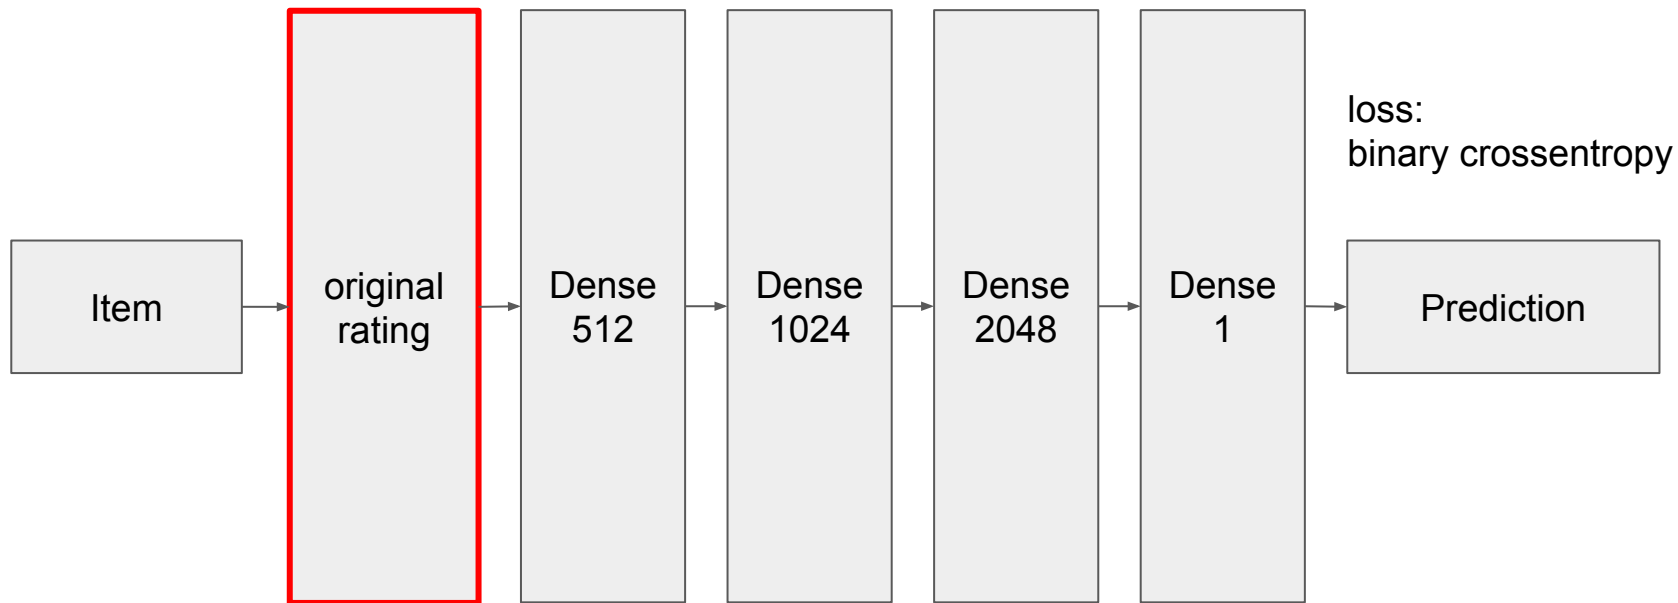 Item
original
rating
Dense
512
Dense
1024
Dense
2048
Dense
1
loss:
binary crossentropy
Prediction